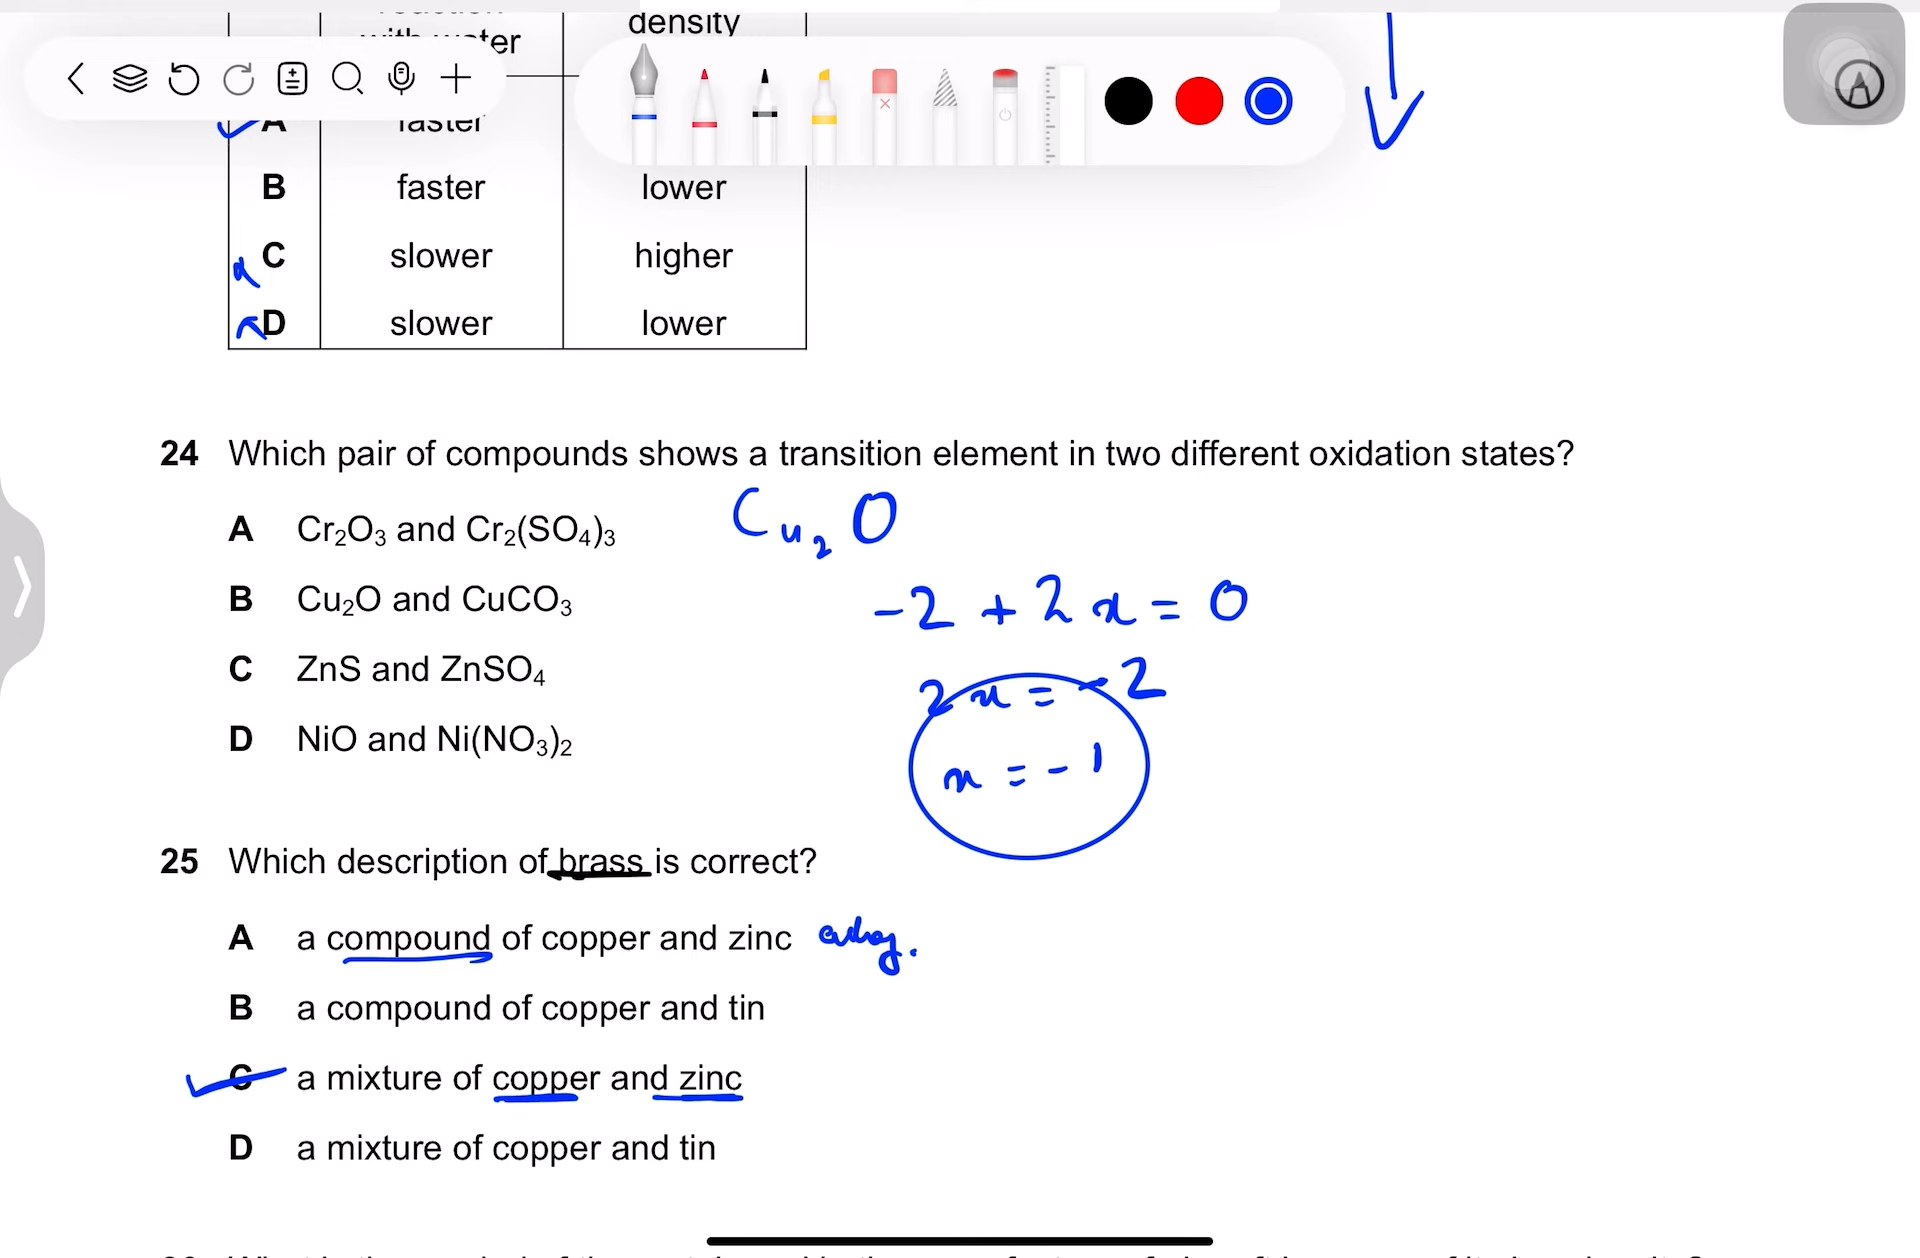 density
A faster
B faster lower
C slower higher
D slower lower
24 Which pair of compounds shows a transition element in two different oxidation states?
A Cr2O3 and Cr2(SO4)3
Cu2O
B Cu2O and CuCO3
-2 + 2x = 0
C ZnS and ZnSO4
2x = -2
D NiO and Ni(NO3)2
x = -1
25 Which description of brass is correct?
A a compound of copper and zinc
B a compound of copper and tin
C a mixture of copper and zinc
D a mixture of copper and tin